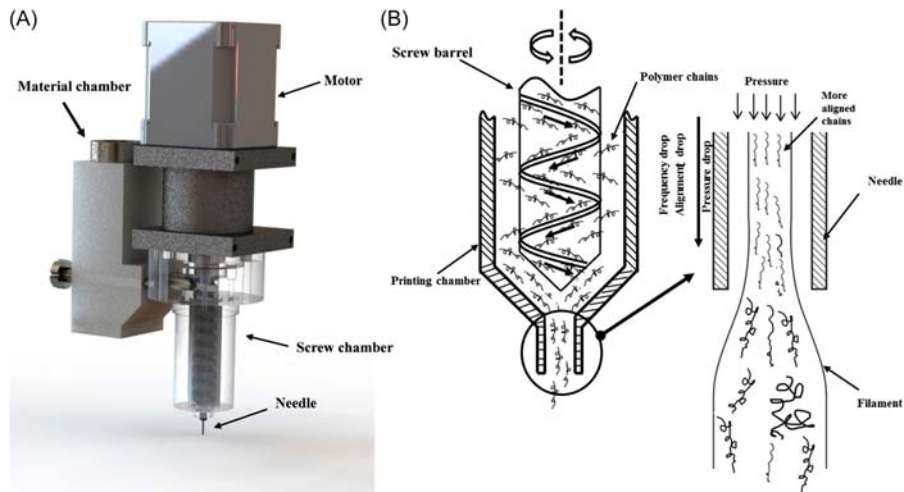 (A)
Motor
Material chamber
Screw chamber
Needle
(B)
Screw barrel
Polymer chains
Printing chamber
Pressure
More
aligned
chains
Frequency drop
Alignment drop
Pressure drop
Needle
Filament